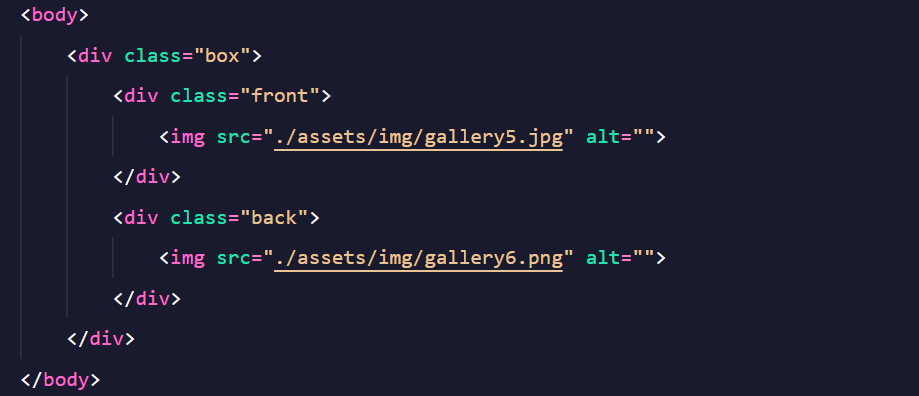 <body>
<div class="box">
<div class="front">
<img src="./assets/img/gallery5.jpg" alt="">
</div>
<div class="back">
<img src="./assets/img/gallery6.png" alt="">
</div>
</div>
</body>